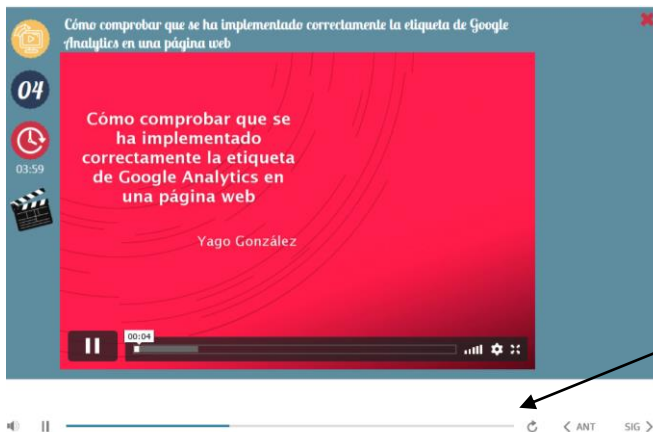 Cómo comprobar que se ha implementado correctamente la etiqueta de Google
Analytics en una página web
04
03:59
Cómo comprobar que se
ha implementado
correctamente la etiqueta
de Google Analytics en
una página web
Yago González
00:04
ANT
SIG